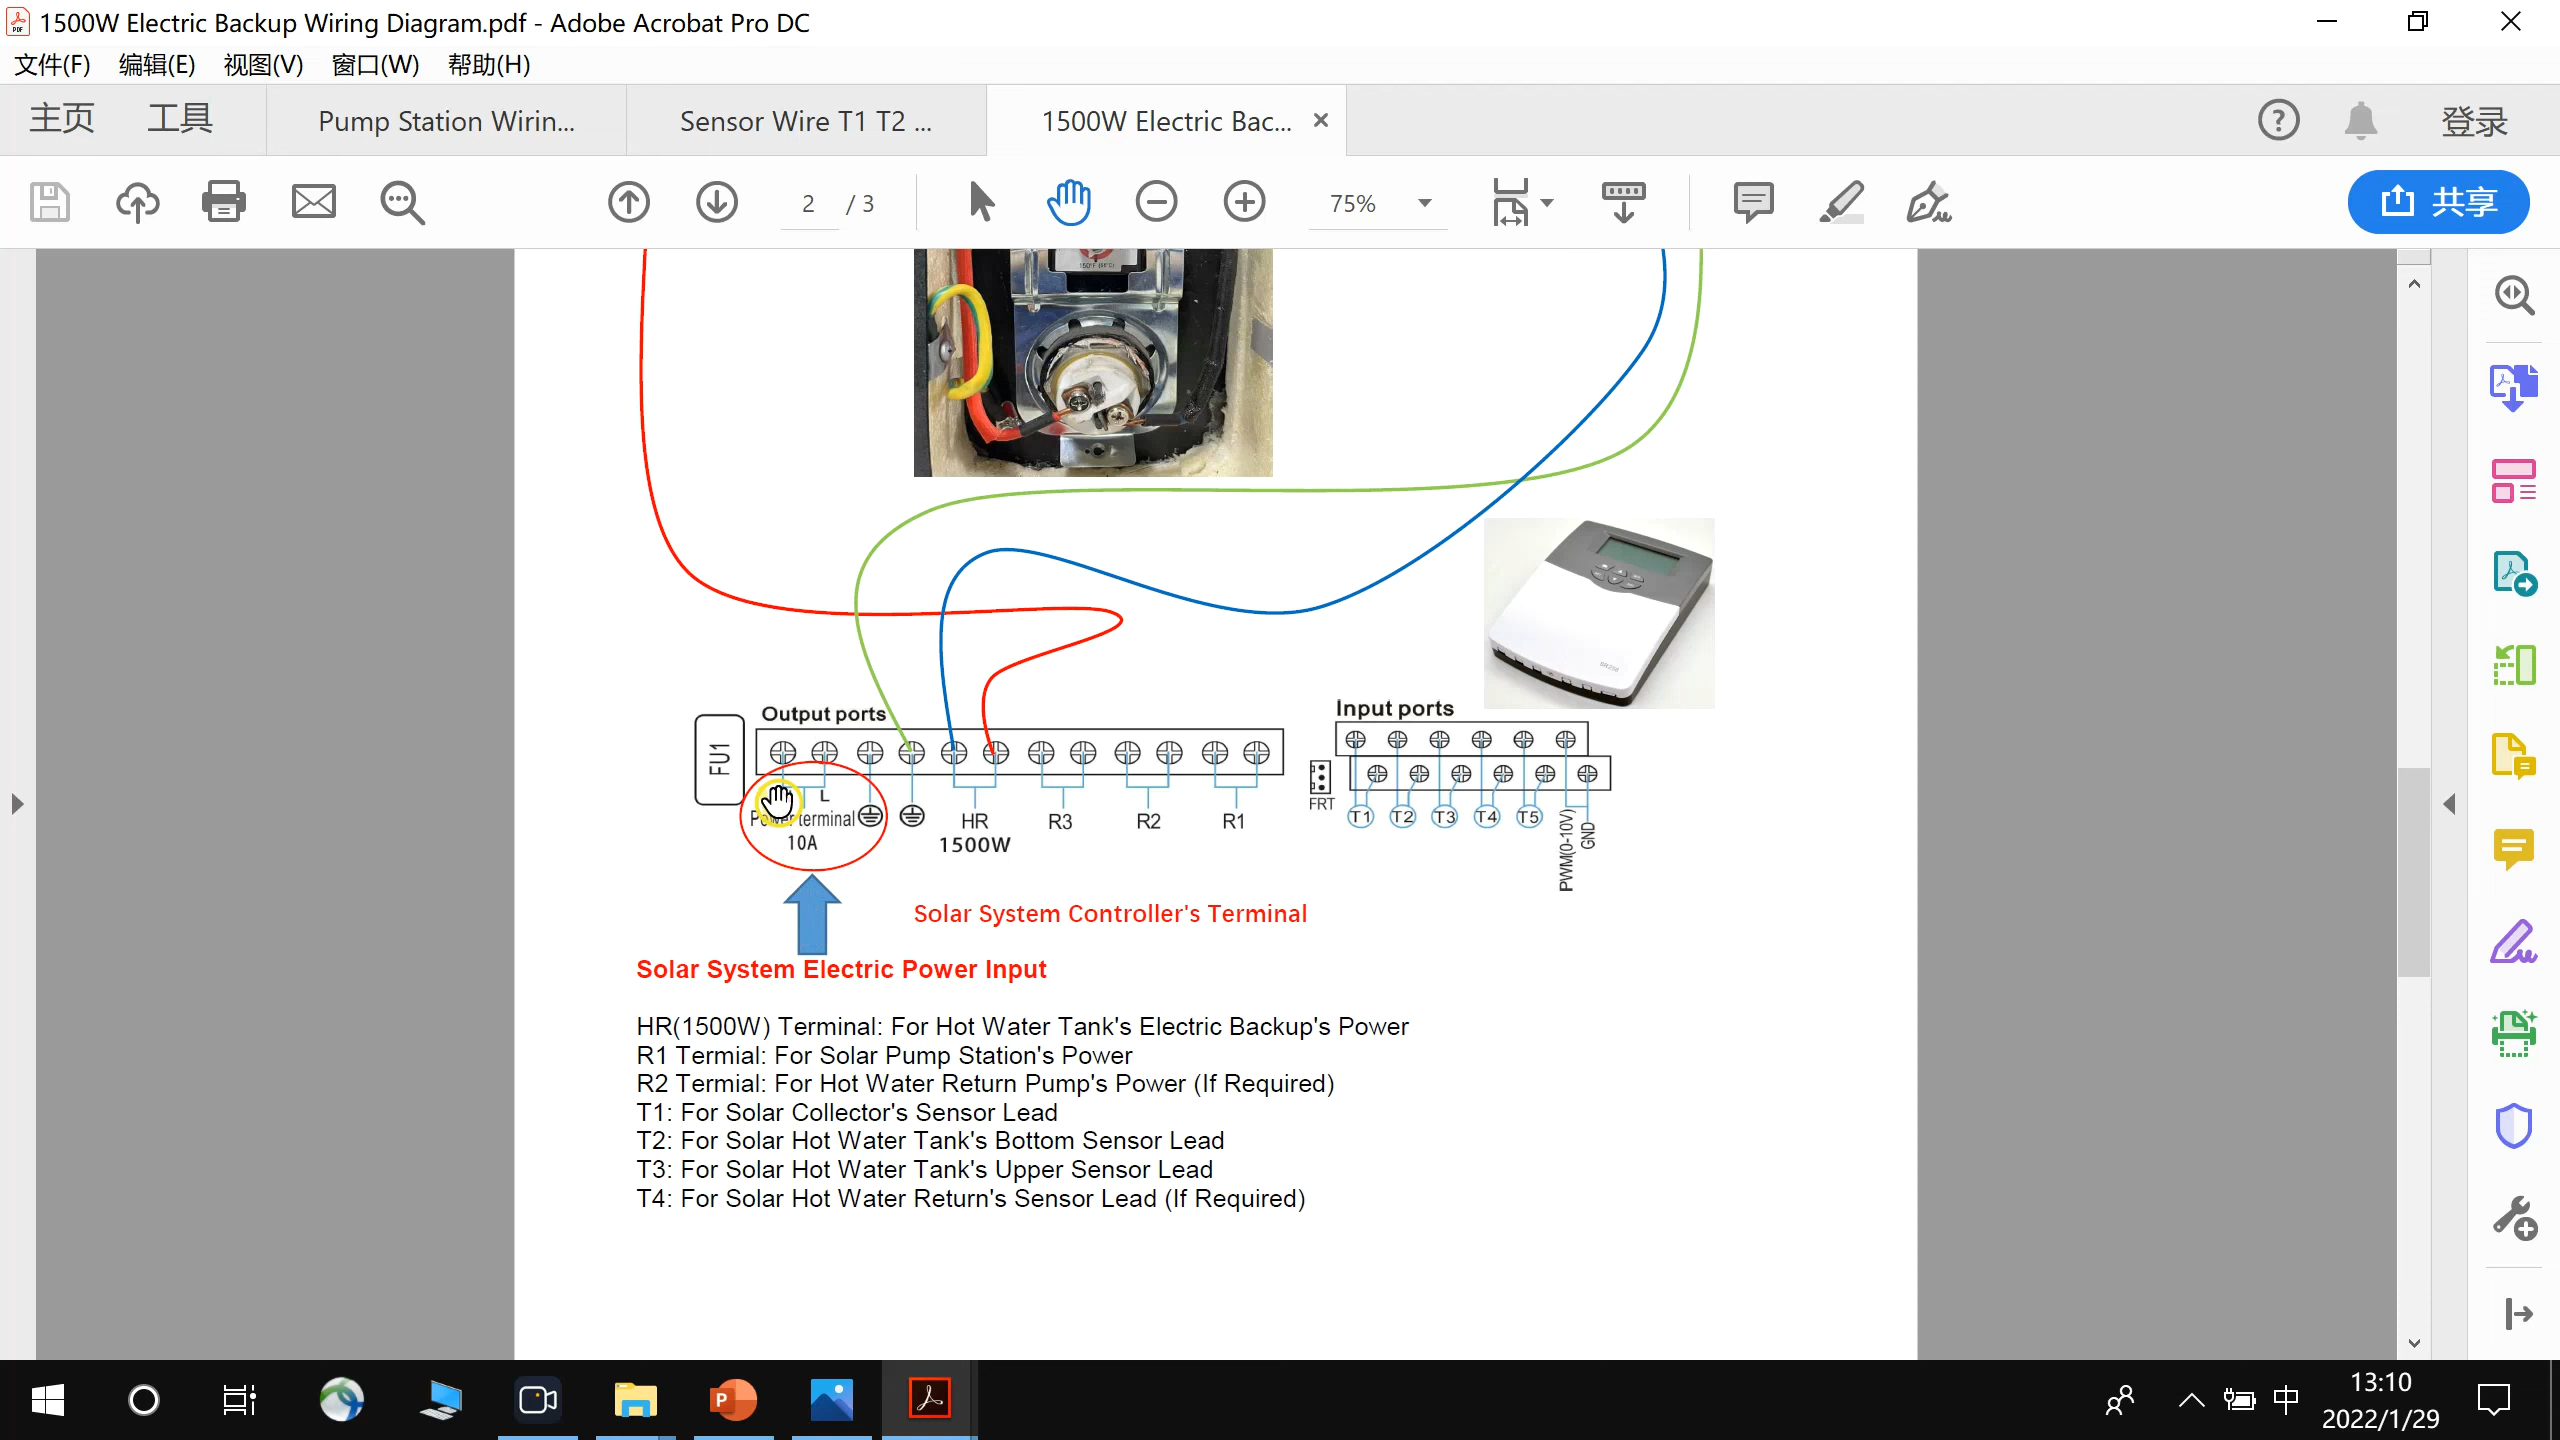 1500W Electric Backup Wiring Diagram.pdf - Adobe Acrobat Pro DC
文件(F) 编辑(E) 视图(V) 窗口(W) 帮助(H)
主页 工具 Pump Station Wirin... Sensor Wire T1 T2 ... 1500W Electric Bac... × 登录
2 / 3 75% 共享
Output ports
Input ports
FU1
L
terminal
10A
HR
1500W
R3
R2
R1
FRT
T1 T2 T3 T4 T5
PWM(0-10V)
GND
Solar System Controller's Terminal
Solar System Electric Power Input
HR(1500W) Terminal: For Hot Water Tank's Electric Backup's Power
R1 Termial: For Solar Pump Station's Power
R2 Termial: For Hot Water Return Pump's Power (If Required)
T1: For Solar Collector's Sensor Lead
T2: For Solar Hot Water Tank's Bottom Sensor Lead
T3: For Solar Hot Water Tank's Upper Sensor Lead
T4: For Solar Hot Water Return's Sensor Lead (If Required)
中
13:10
2022/1/29